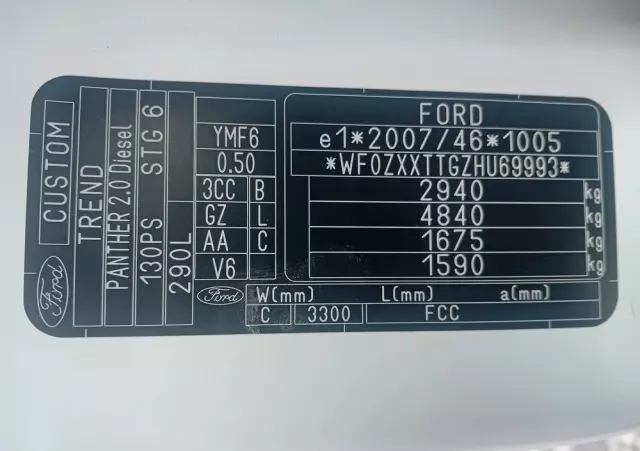 CUSTOM
TREND
PANTHER 2.0 Diesel
130PS STG 6
290L
Ford
YMF6
0.50
3CC B
GZ L
AA C
V6
Ford
FORD
e1*2007/46*1005
*WF0ZXXTTGZHU69993*
2940 kg
4840 kg
1675 kg
1590 kg
W(mm) L(mm) a(mm)
C 3300 FCC